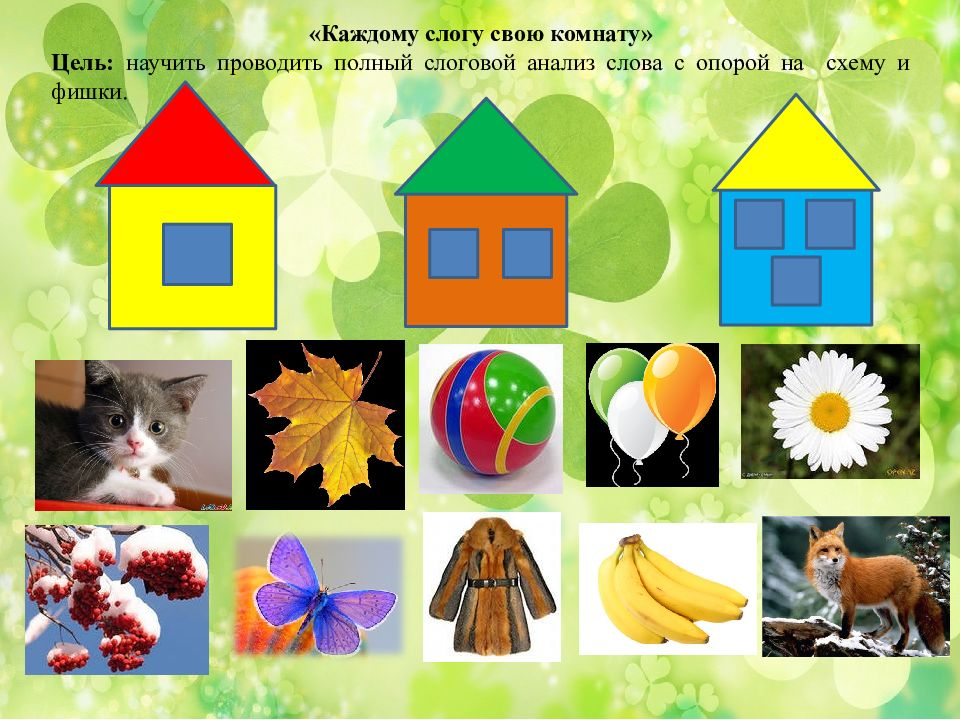 «Каждому слогу свою комнату»
Цель: научить проводить полный слоговой анализ слова с опорой на схему и
фишки.